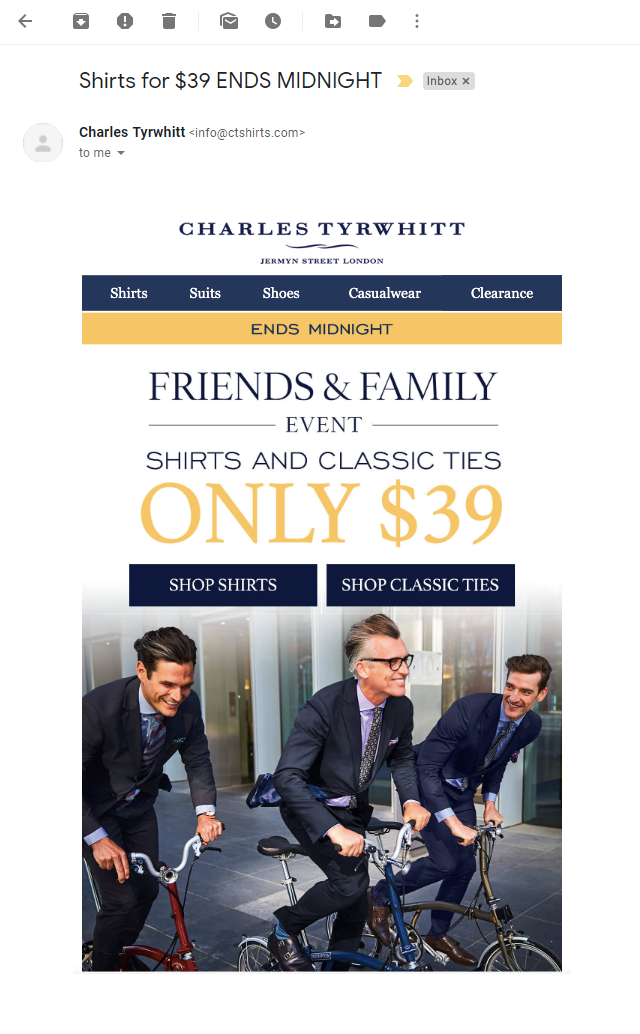 Shirts for $39 ENDS MIDNIGHT Inbox x
Charles Tyrwhitt <info@ctshirts.com>
to me
CHARLES TYRWHITT
JERMYN STREET LONDON
Shirts Suits Shoes Casualwear Clearance
ENDS MIDNIGHT
FRIENDS & FAMILY
EVENT
SHIRTS AND CLASSIC TIES
ONLY $39
SHOP SHIRTS SHOP CLASSIC TIES